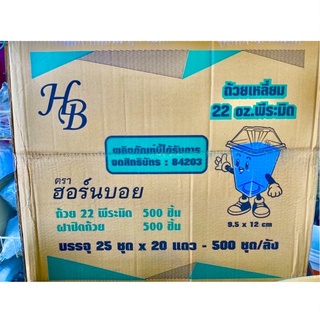 HB
ถ้วยเหลี่ยม
22 oz.พีระมิด
ผลิตภัณฑ์นี้ได้รับการ
จดสิทธิบัตร : 84203
ตรา
ฮอร์นบอย
ถ้วย 22 พีระมิด 500 ชิ้น
ฝาปิดถ้วย 500 ชิ้น
9.5 x 12 cm
บรรจุ 25 ชุด x 20 แถว - 500 ชุด/ลัง